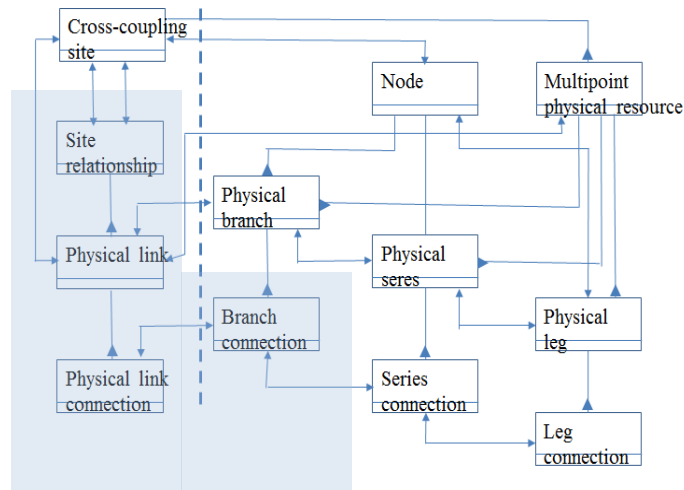 Cross-coupling
site
Node
Multipoint
physical resource
Site
relationship
Physical
branch
Physical link
Physical
seres
Branch
connection
Physical
leg
Physical link
connection
Series
connection
Leg
connection